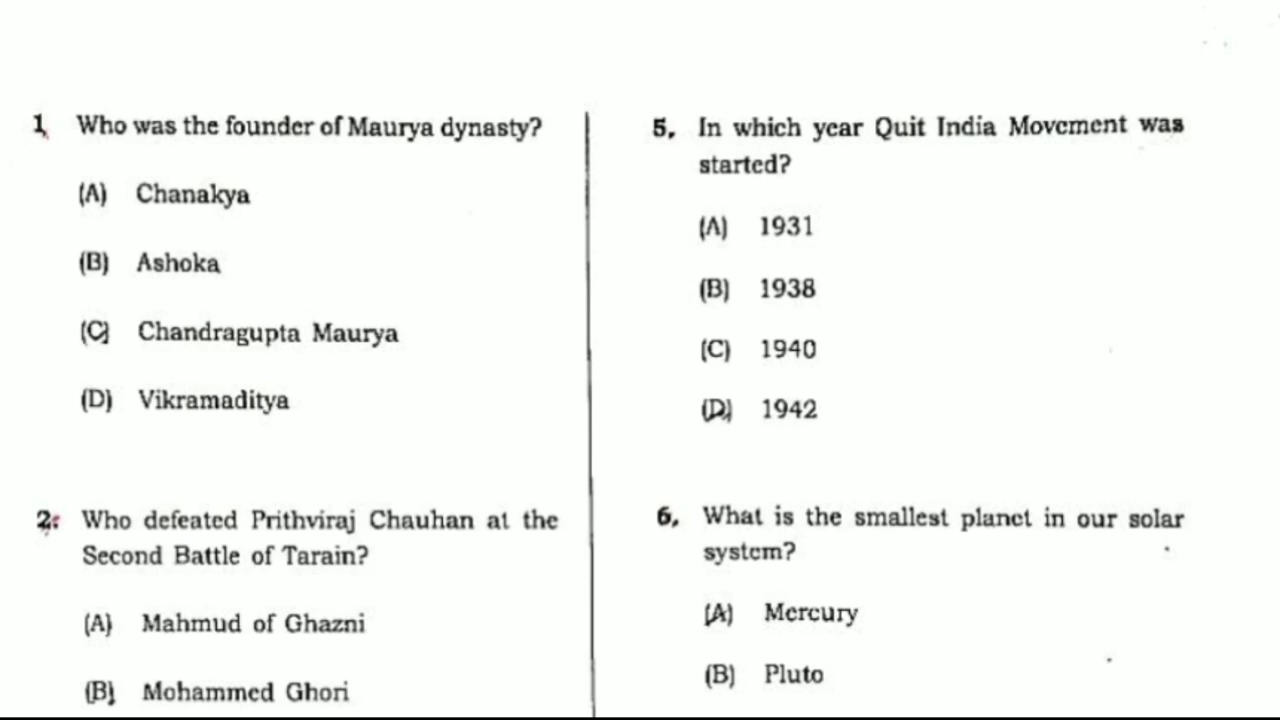 1. Who was the founder of Maurya dynasty?
(A) Chanakya
(B) Ashoka
(C) Chandragupta Maurya
(D) Vikramaditya
2. Who defeated Prithviraj Chauhan at the
Second Battle of Tarain?
(A) Mahmud of Ghazni
(B) Mohammed Ghori
5. In which year Quit India Movement was
started?
(A) 1931
(B) 1938
(C) 1940
(D) 1942
6. What is the smallest planet in our solar
system?
(A) Mercury
(B) Pluto